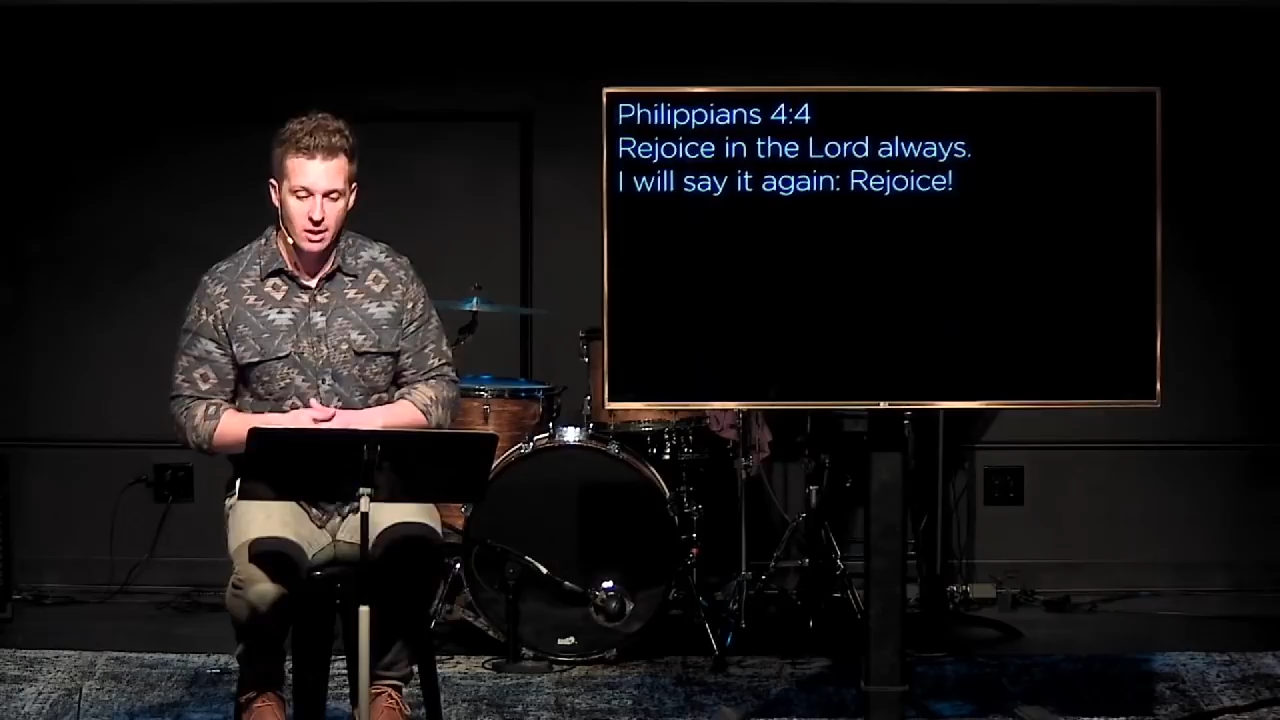 Philippians 4:4
Rejoice in the Lord always.
I will say it again: Rejoice!